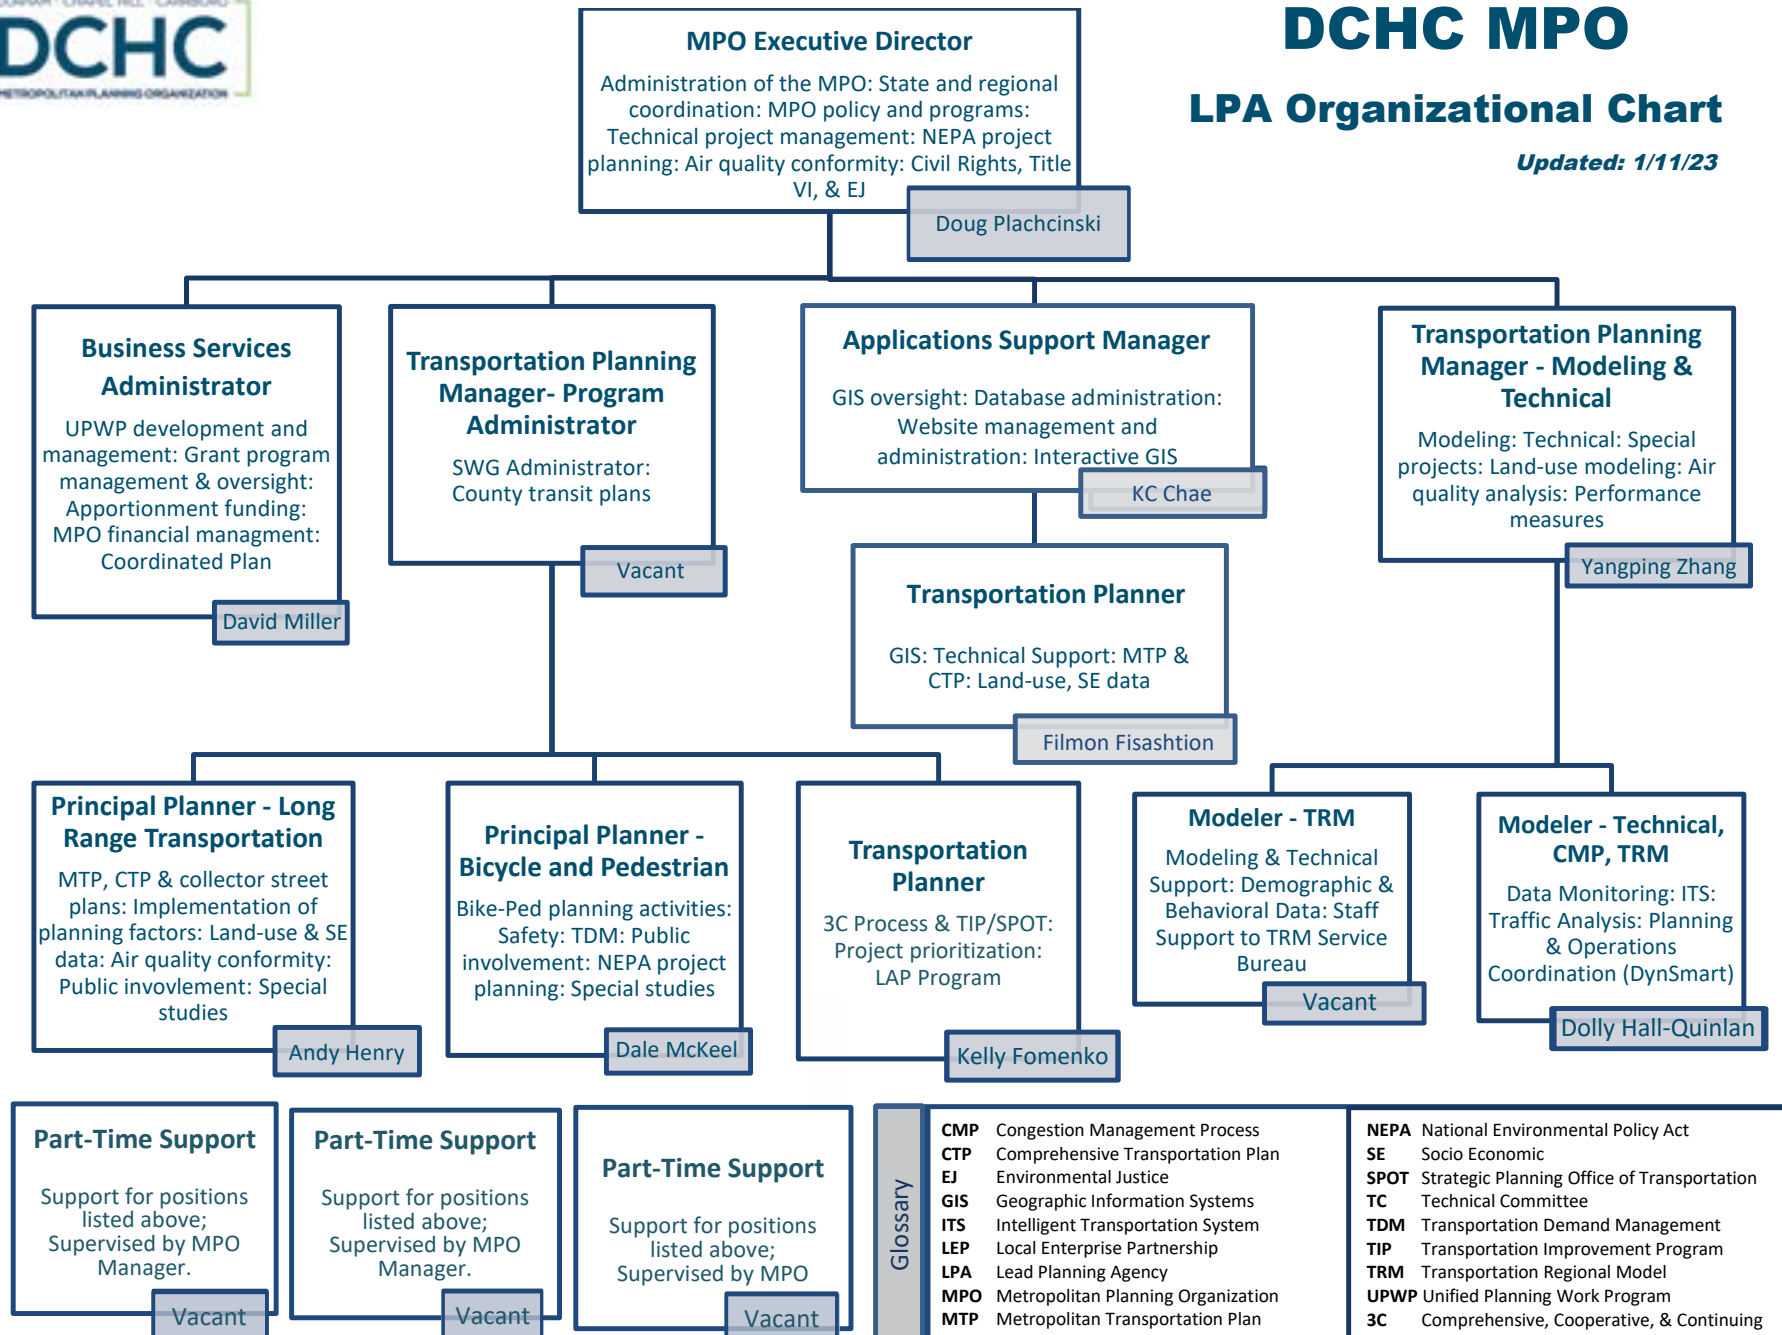 DURHAM · CHAPEL HILL · CARRBORO
DCHC
METROPOLITAN PLANNING ORGANIZATION
DCHC MPO
LPA Organizational Chart
Updated: 1/11/23
MPO Executive Director
Administration of the MPO: State and regional
coordination: MPO policy and programs:
Technical project management: NEPA project
planning: Air quality conformity: Civil Rights, Title
VI, & EJ
Doug Plachcinski
Business Services
Administrator
UPWP development and
management: Grant program
management & oversight:
Apportionment funding:
MPO financial managment:
Coordinated Plan
David Miller
Transportation Planning
Manager- Program
Administrator
SWG Administrator:
County transit plans
Vacant
Applications Support Manager
GIS oversight: Database administration:
Website management and
administration: Interactive GIS
KC Chae
Transportation Planning
Manager - Modeling &
Technical
Modeling: Technical: Special
projects: Land-use modeling: Air
quality analysis: Performance
measures
Yangping Zhang
Transportation Planner
GIS: Technical Support: MTP &
CTP: Land-use, SE data
Filmon Fisashtion
Principal Planner - Long
Range Transportation
MTP, CTP & collector street
plans: Implementation of
planning factors: Land-use & SE
data: Air quality conformity:
Public invovlement: Special
studies
Andy Henry
Principal Planner -
Bicycle and Pedestrian
Bike-Ped planning activities:
Safety: TDM: Public
involvement: NEPA project
planning: Special studies
Dale McKeel
Transportation
Planner
3C Process & TIP/SPOT:
Project prioritization:
LAP Program
Kelly Fomenko
Modeler - TRM
Modeling & Technical
Support: Demographic &
Behavioral Data: Staff
Support to TRM Service
Bureau
Vacant
Modeler - Technical,
CMP, TRM
Data Monitoring: ITS:
Traffic Analysis: Planning
& Operations
Coordination (DynSmart)
Dolly Hall-Quinlan
Part-Time Support
Support for positions
listed above;
Supervised by MPO
Manager.
Vacant
Part-Time Support
Support for positions
listed above;
Supervised by MPO
Manager.
Vacant
Part-Time Support
Support for positions
listed above;
Supervised by MPO
Vacant
Glossary
CMP Congestion Management Process
CTP Comprehensive Transportation Plan
EJ Environmental Justice
GIS Geographic Information Systems
ITS Intelligent Transportation System
LEP Local Enterprise Partnership
LPA Lead Planning Agency
MPO Metropolitan Planning Organization
MTP Metropolitan Transportation Plan
NEPA National Environmental Policy Act
SE Socio Economic
SPOT Strategic Planning Office of Transportation
TC Technical Committee
TDM Transportation Demand Management
TIP Transportation Improvement Program
TRM Transportation Regional Model
UPWP Unified Planning Work Program
3C Comprehensive, Cooperative, & Continuing